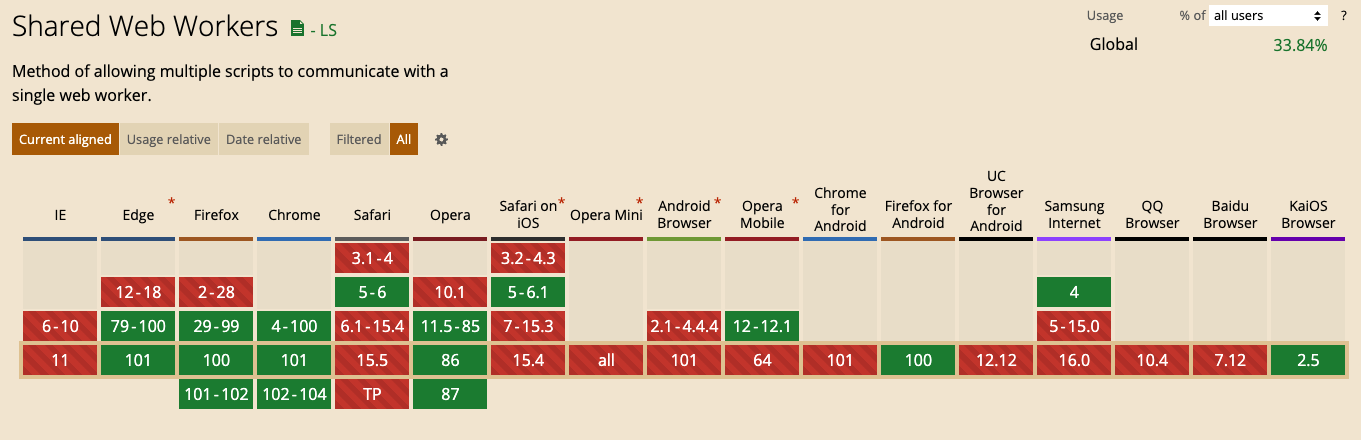 Shared Web Workers - LS
Usage % of all users ?
Global 33.84%
Method of allowing multiple scripts to communicate with a
single web worker.
Current aligned Usage relative Date relative Filtered All
IE
Edge *
Firefox
Chrome
Safari
Opera
Safari on *
iOS
Opera Mini *
Android *
Browser
Opera *
Mobile
Chrome
for
Android
Firefox for
Android
UC
Browser
for
Android
Samsung
Internet
QQ
Browser
Baidu
Browser
KaiOS
Browser
3.1-4 3.2-4.3
12-18 2-28 5-6 10.1 5-6.1 4
6-10 79-100 29-99 4-100 6.1-15.4 11.5-85 7-15.3 2.1-4.4.4 12-12.1 5-15.0
11 101 100 101 15.5 86 15.4 all 101 64 101 100 12.12 16.0 10.4 7.12 2.5
101-102 102-104 TP 87